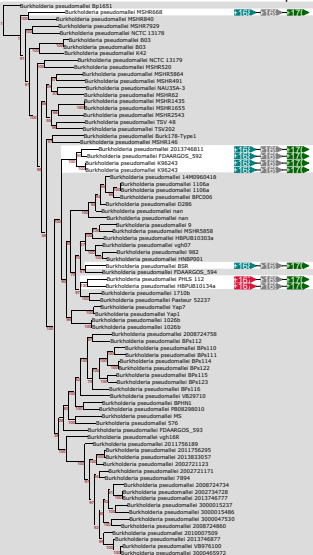 Burkholderia pseudomallei Bp1651
Burkholderia pseudomallei MSHR668
Burkholderia pseudomallei MSHR840
Burkholderia pseudomallei MSHR7929
Burkholderia pseudomallei NCTC 13178
Burkholderia pseudomallei B03
Burkholderia pseudomallei B03
Burkholderia pseudomallei K42
Burkholderia pseudomallei NCTC 13179
Burkholderia pseudomallei MSHR520
Burkholderia pseudomallei MSHR5864
Burkholderia pseudomallei MSHR491
Burkholderia pseudomallei NAU35A-3
Burkholderia pseudomallei MSHR62
Burkholderia pseudomallei MSHR1435
Burkholderia pseudomallei MSHR1655
Burkholderia pseudomallei MSHR2543
Burkholderia pseudomallei TSV 48
Burkholderia pseudomallei TSV202
Burkholderia pseudomallei Burk178-Type1
Burkholderia pseudomallei MSHR146
Burkholderia pseudomallei 2013746811
Burkholderia pseudomallei FDAARGOS_592
Burkholderia pseudomallei K96243
Burkholderia pseudomallei K96243
Burkholderia pseudomallei 14M0960418
Burkholderia pseudomallei 1106a
Burkholderia pseudomallei 1106a
Burkholderia pseudomallei BPC006
Burkholderia pseudomallei D286
Burkholderia pseudomallei nan
Burkholderia pseudomallei nan
Burkholderia pseudomallei M1
Burkholderia pseudomallei MSHR5858
Burkholderia pseudomallei HBPUB10303a
Burkholderia pseudomallei vgh07
Burkholderia pseudomallei 982
Burkholderia pseudomallei HNBP001
Burkholderia pseudomallei BSR
Burkholderia pseudomallei FDAARGOS_594
Burkholderia pseudomallei PHLS 112
Burkholderia pseudomallei HBPUB10134a
Burkholderia pseudomallei 1710b
Burkholderia pseudomallei Pasteur 52237
Burkholderia pseudomallei Yap7
Burkholderia pseudomallei Yap1
Burkholderia pseudomallei 1026b
Burkholderia pseudomallei 1026b
Burkholderia pseudomallei 2008724758
Burkholderia pseudomallei BPs112
Burkholderia pseudomallei BPs110
Burkholderia pseudomallei BPs111
Burkholderia pseudomallei BPs114
Burkholderia pseudomallei BPs122
Burkholderia pseudomallei BPs115
Burkholderia pseudomallei BPs123
Burkholderia pseudomallei BPs116
Burkholderia pseudomallei VB29710
Burkholderia pseudomallei BPHN1
Burkholderia pseudomallei PB08298010
Burkholderia pseudomallei MS
Burkholderia pseudomallei 576
Burkholderia pseudomallei FDAARGOS_593
Burkholderia pseudomallei vgh16R
Burkholderia pseudomallei 2011756189
Burkholderia pseudomallei 2011756295
Burkholderia pseudomallei 2013833057
Burkholderia pseudomallei 2002721123
Burkholderia pseudomallei 2002721171
Burkholderia pseudomallei 7894
Burkholderia pseudomallei 2008724734
Burkholderia pseudomallei 2002734728
Burkholderia pseudomallei 2013746777
Burkholderia pseudomallei 3000015237
Burkholderia pseudomallei 3000015486
Burkholderia pseudomallei 3000047530
Burkholderia pseudomallei 2008724860
Burkholderia pseudomallei 2010007509
Burkholderia pseudomallei 2013746877
Burkholderia pseudomallei VB976100
Burkholderia pseudomallei 3000465972